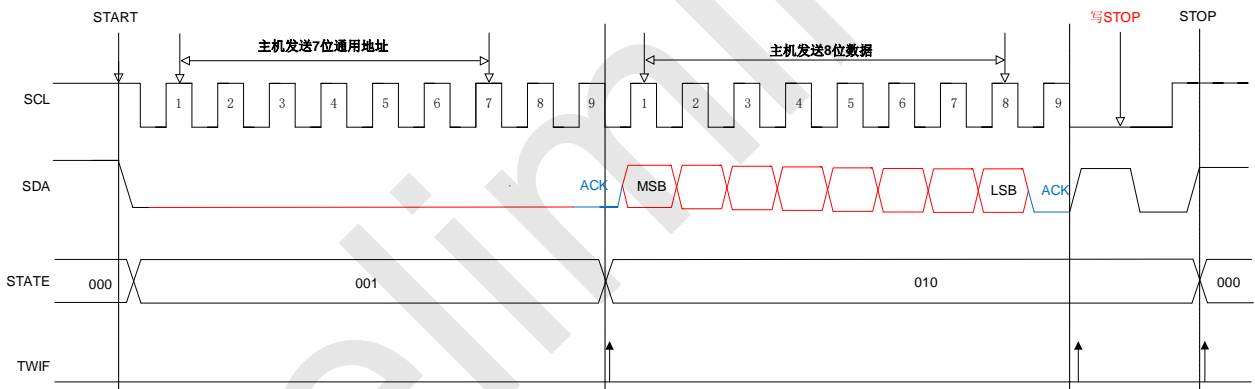 START
写STOP
STOP
主机发送7位通用地址
主机发送8位数据
SCL
1 2 3 4 5 6 7 8 9 1 2 3 4 5 6 7 8 9
SDA
ACK MSB LSB ACK
STATE
000 001 010 000
TWIF